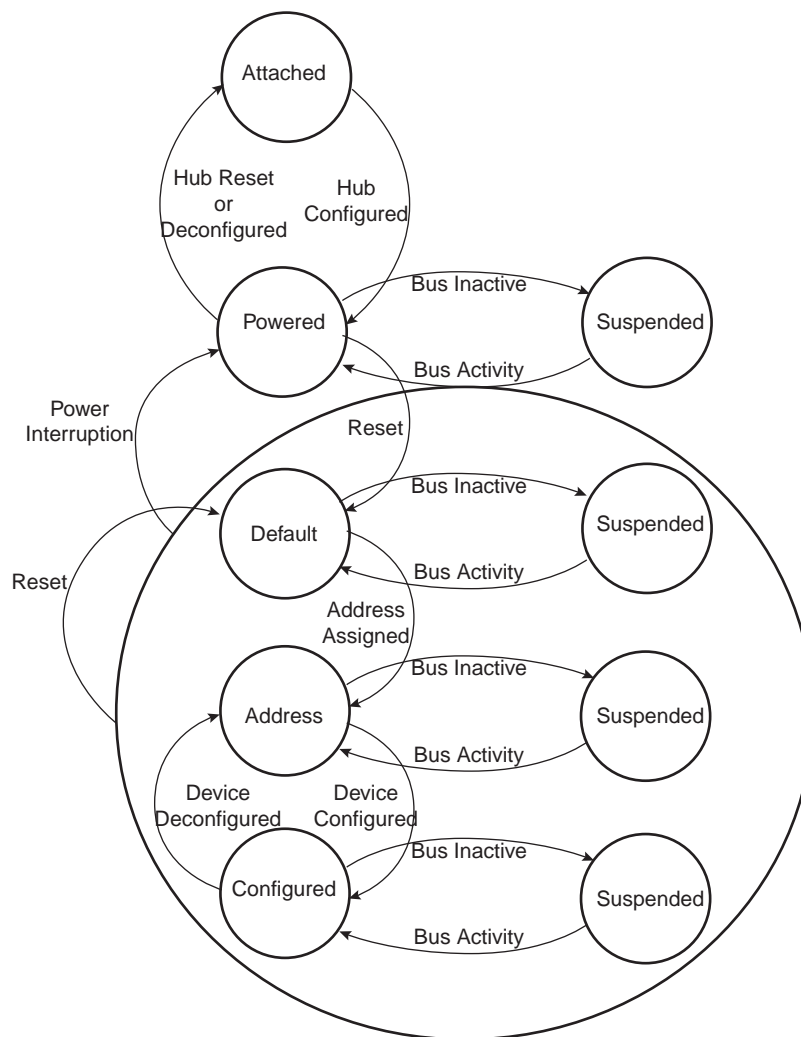 Attached
Hub Reset
or
Deconfigured
Hub
Configured
Powered
Bus Inactive
Suspended
Bus Activity
Power
Interruption
Reset
Default
Bus Inactive
Suspended
Bus Activity
Reset
Address
Assigned
Address
Bus Inactive
Suspended
Bus Activity
Device
Deconfigured
Device
Configured
Configured
Bus Inactive
Suspended
Bus Activity